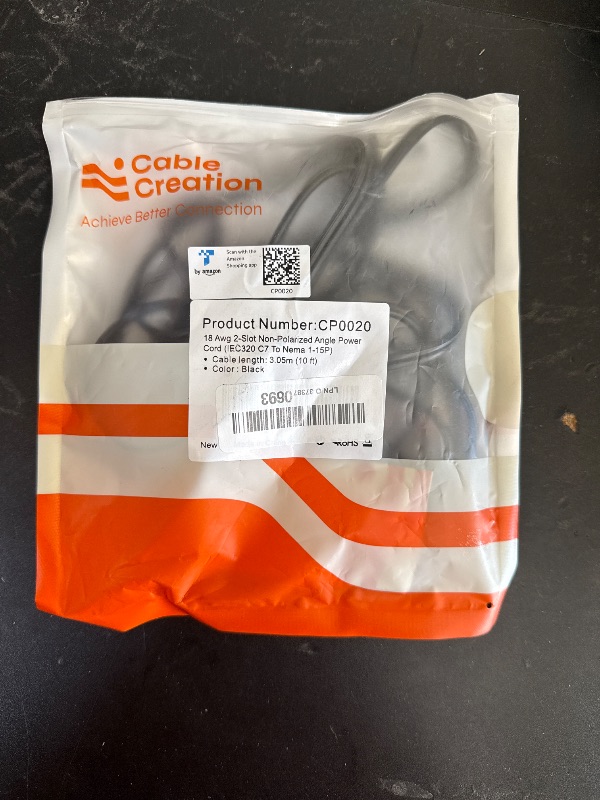 Cable
Creation
Achieve Better Connection
by amazon
Scan with the
Amazon
Shopping app
CP0020
Product Number:CP0020
18 Awg 2-Slot Non-Polarized Angle Power
Cord (IEC320 C7 To Nema 1-15P)
• Cable length: 3.05m (10 ft)
• Color : Black
0693
New
RoHS